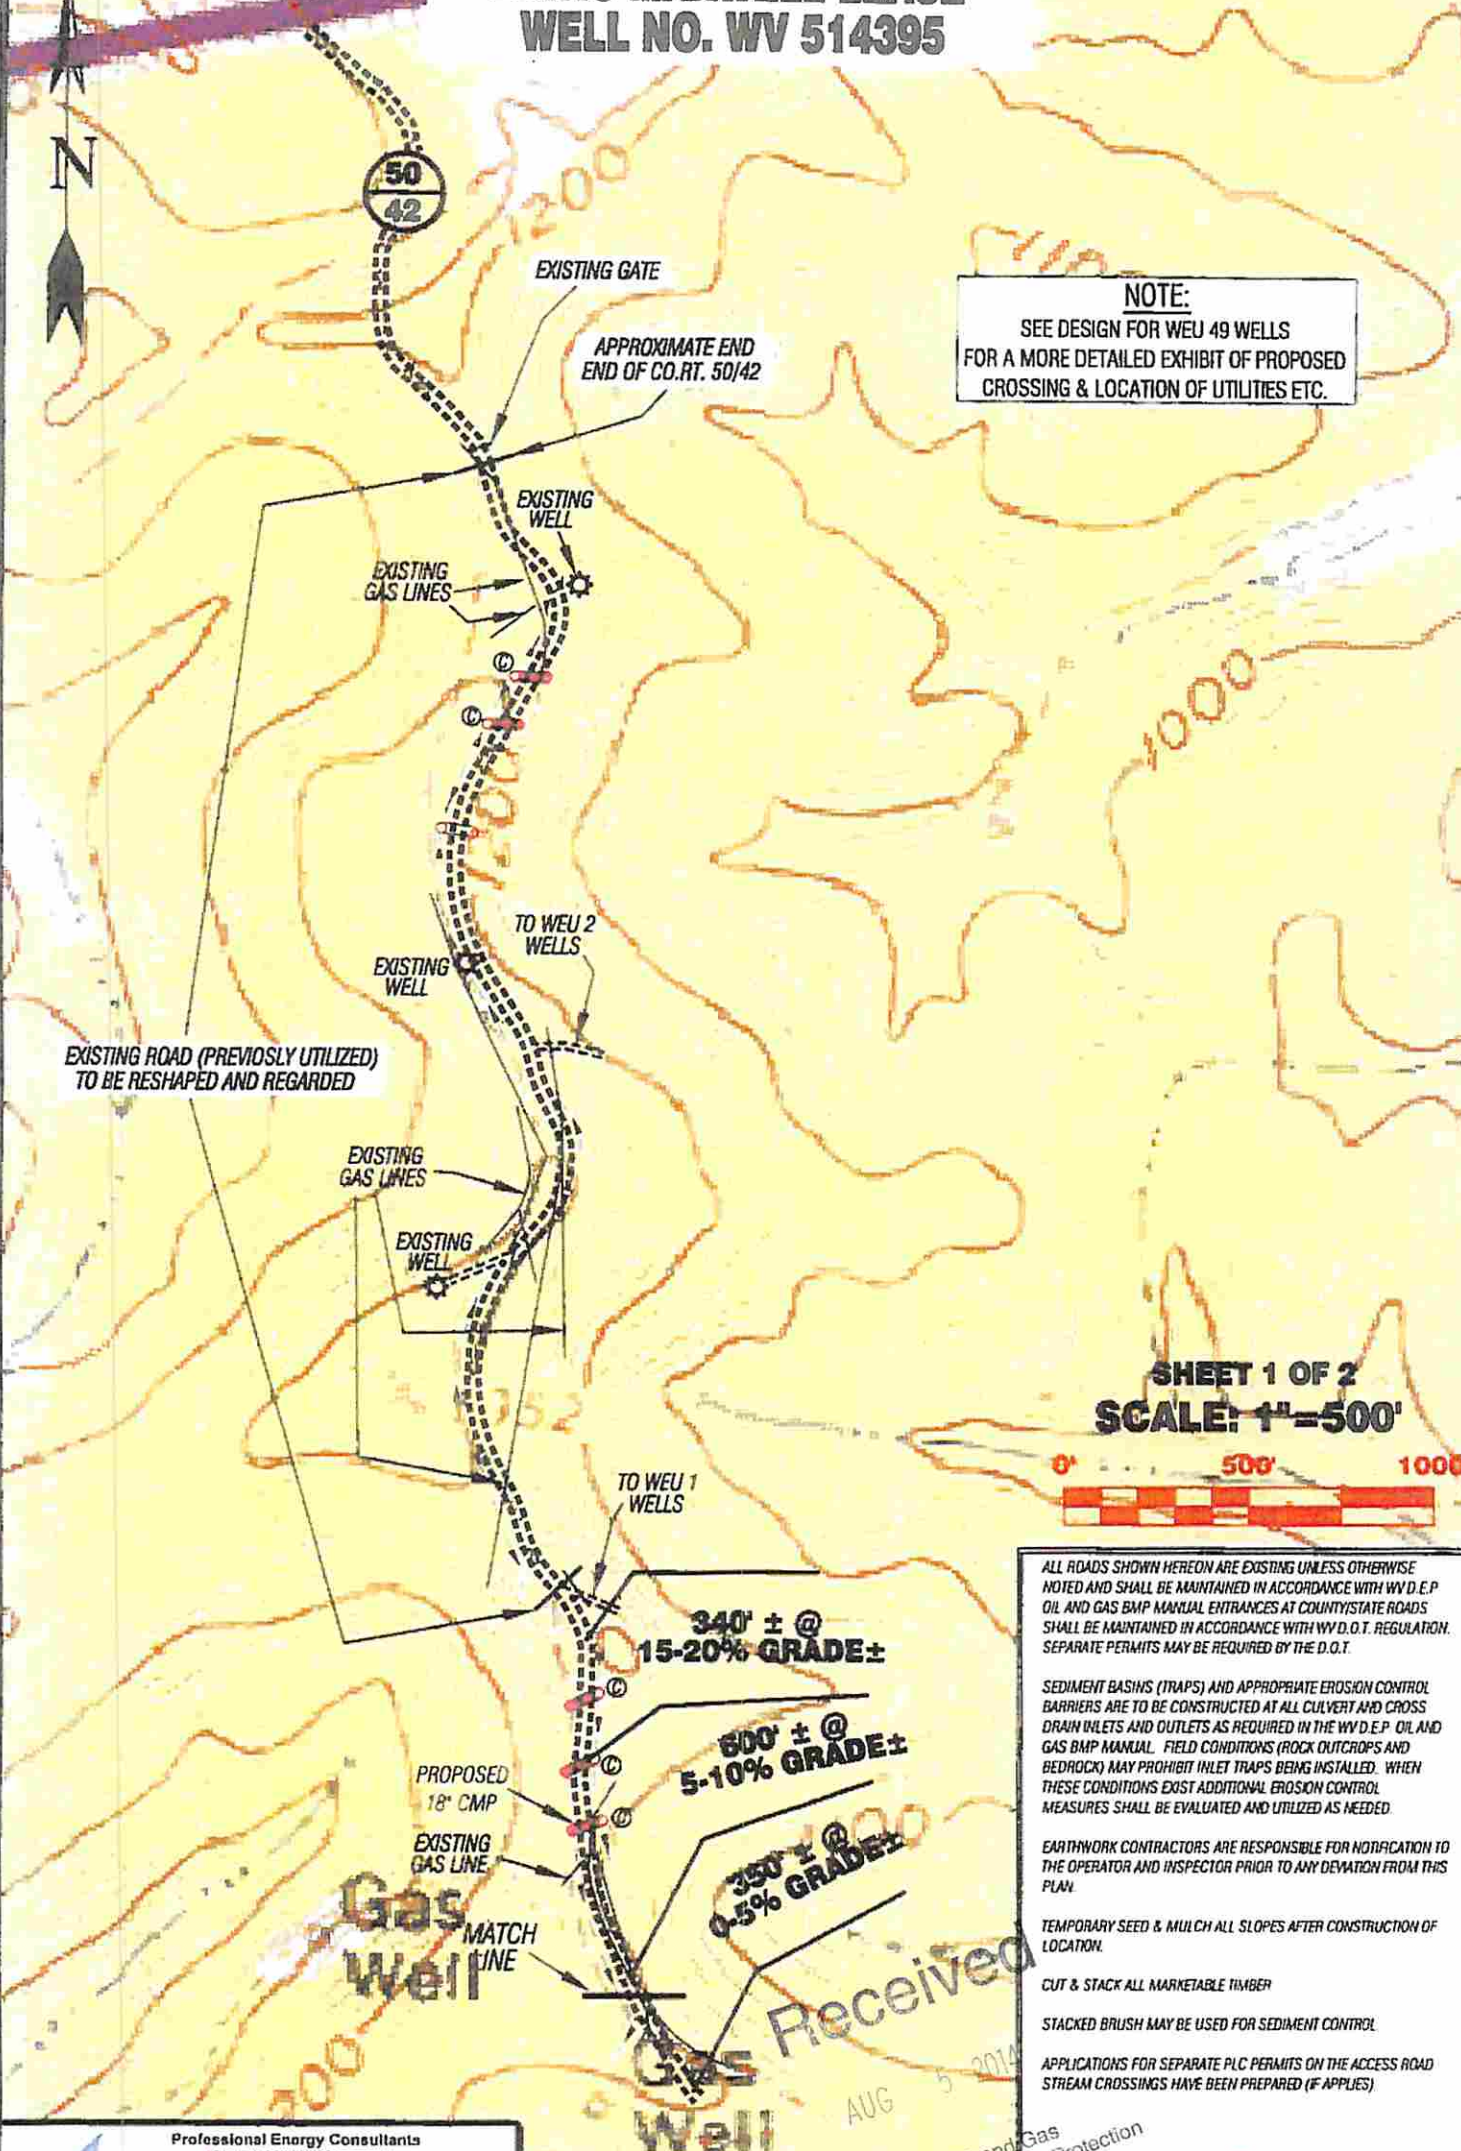 WELL NO. WV 514395
N
50
42
1200
EXISTING GATE
APPROXIMATE END
END OF CO.RT. 50/42
NOTE:
SEE DESIGN FOR WEU 49 WELLS
FOR A MORE DETAILED EXHIBIT OF PROPOSED
CROSSING & LOCATION OF UTILITIES ETC.
EXISTING
WELL
EXISTING
GAS LINES
©
©
1000
TO WEU 2
WELLS
EXISTING
WELL
EXISTING ROAD (PREVIOSLY UTILIZED)
TO BE RESHAPED AND REGARDED
EXISTING
GAS LINES
EXISTING
WELL
SHEET 1 OF 2
SCALE: 1"=500'
0' 500' 1000
TO WEU 1
WELLS
340' ± @
15-20% GRADE±
©
600' ± @
5-10% GRADE±
©
PROPOSED
18" CMP
©
EXISTING
GAS LINE
350' ± @
0-5% GRADE±
Gas
Well
MATCH
LINE
Gas
Well
Received
AUG 5 2014
Gas
ALL ROADS SHOWN HEREON ARE EXISTING UNLESS OTHERWISE
NOTED AND SHALL BE MAINTAINED IN ACCORDANCE WITH WV D.E.P
OIL AND GAS BMP MANUAL ENTRANCES AT COUNTY/STATE ROADS
SHALL BE MAINTAINED IN ACCORDANCE WITH WV D.O.T. REGULATION.
SEPARATE PERMITS MAY BE REQUIRED BY THE D.O.T.
SEDIMENT BASINS (TRAPS) AND APPROPRIATE EROSION CONTROL
BARRIERS ARE TO BE CONSTRUCTED AT ALL CULVERT AND CROSS
DRAIN INLETS AND OUTLETS AS REQUIRED IN THE WV D.E.P OIL AND
GAS BMP MANUAL. FIELD CONDITIONS (ROCK OUTCROPS AND
BEDROCK) MAY PROHIBIT INLET TRAPS BEING INSTALLED. WHEN
THESE CONDITIONS EXIST ADDITIONAL EROSION CONTROL
MEASURES SHALL BE EVALUATED AND UTILIZED AS NEEDED.
EARTHWORK CONTRACTORS ARE RESPONSIBLE FOR NOTIFICATION TO
THE OPERATOR AND INSPECTOR PRIOR TO ANY DEVIATION FROM THIS
PLAN.
TEMPORARY SEED & MULCH ALL SLOPES AFTER CONSTRUCTION OF
LOCATION.
CUT & STACK ALL MARKETABLE TIMBER
STACKED BRUSH MAY BE USED FOR SEDIMENT CONTROL
APPLICATIONS FOR SEPARATE PLC PERMITS ON THE ACCESS ROAD
STREAM CROSSINGS HAVE BEEN PREPARED (IF APPLIES)
Professional Energy Consultants